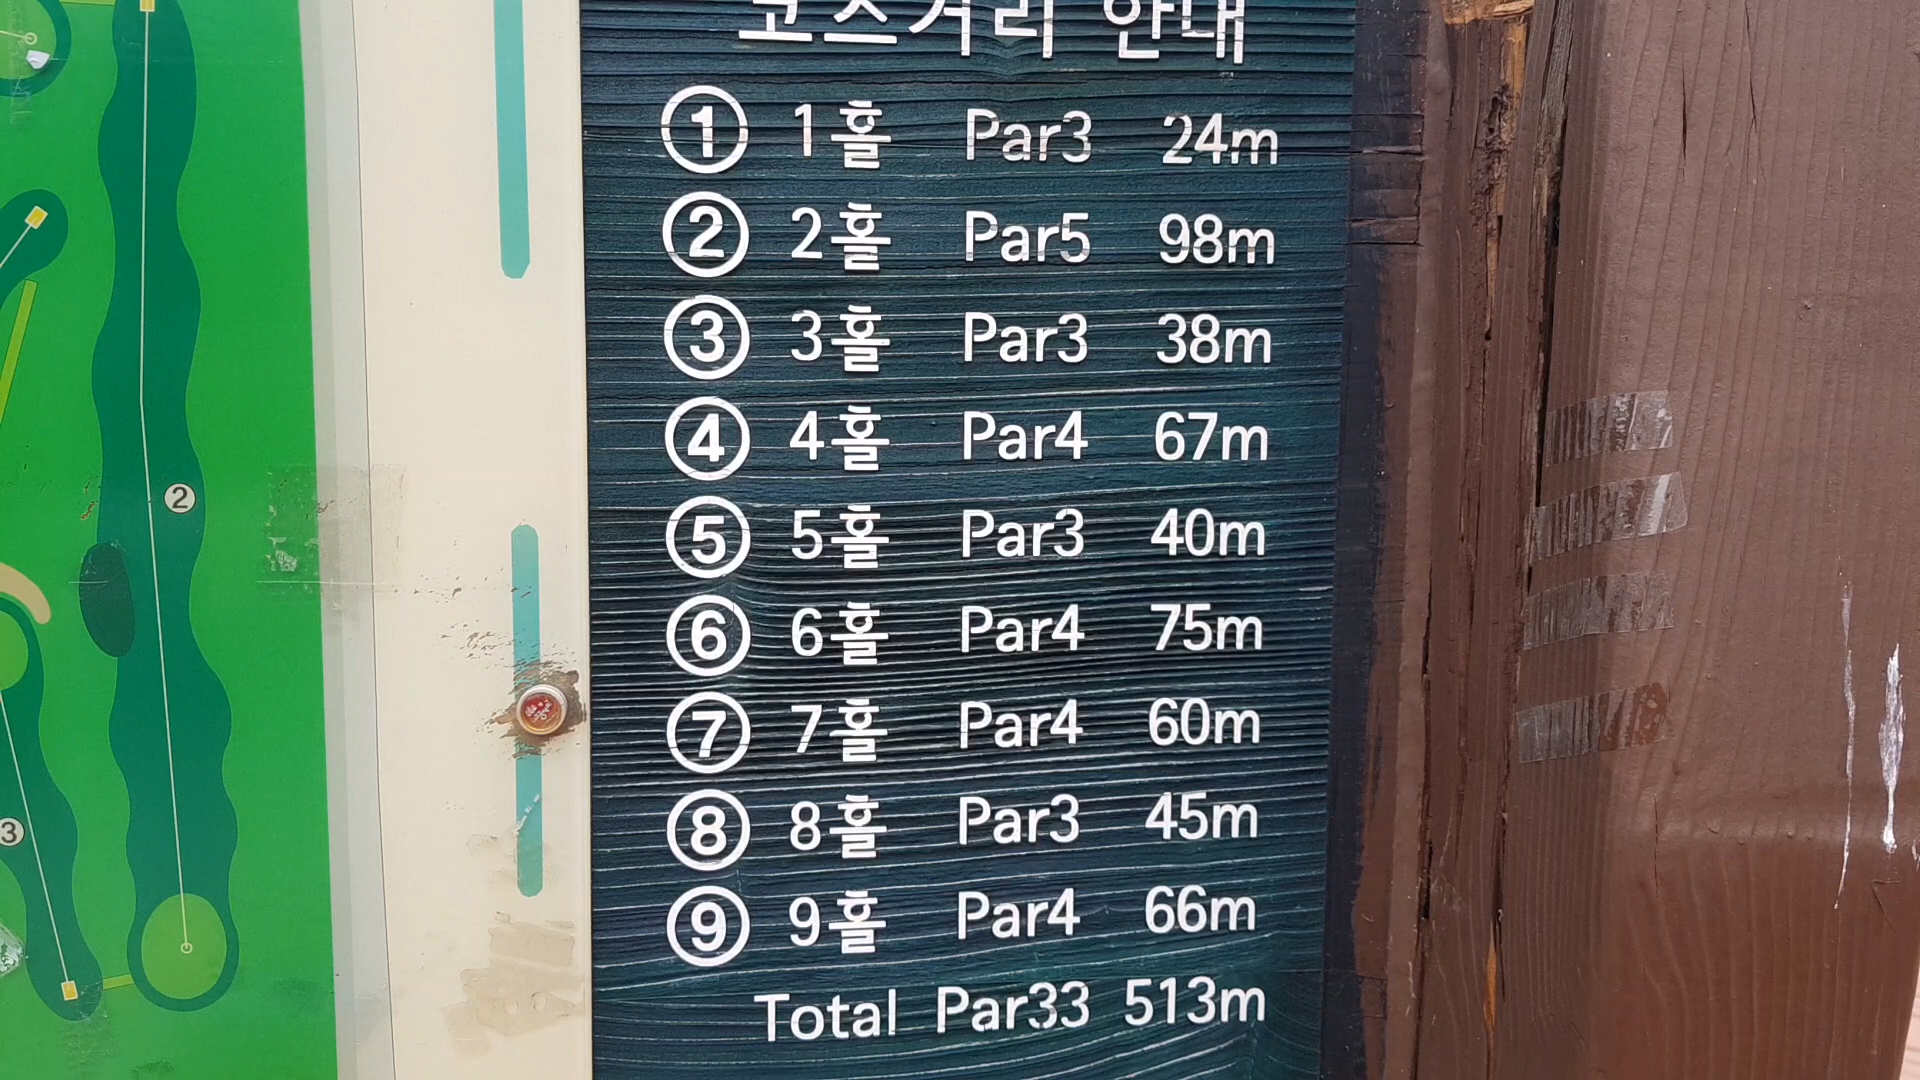 코스거리 안내
① 1홀 Par3 24m
② 2홀 Par5 98m
③ 3홀 Par3 38m
④ 4홀 Par4 67m
⑤ 5홀 Par3 40m
⑥ 6홀 Par4 75m
⑦ 7홀 Par4 60m
⑧ 8홀 Par3 45m
⑨ 9홀 Par4 66m
Total Par33 513m
2
3